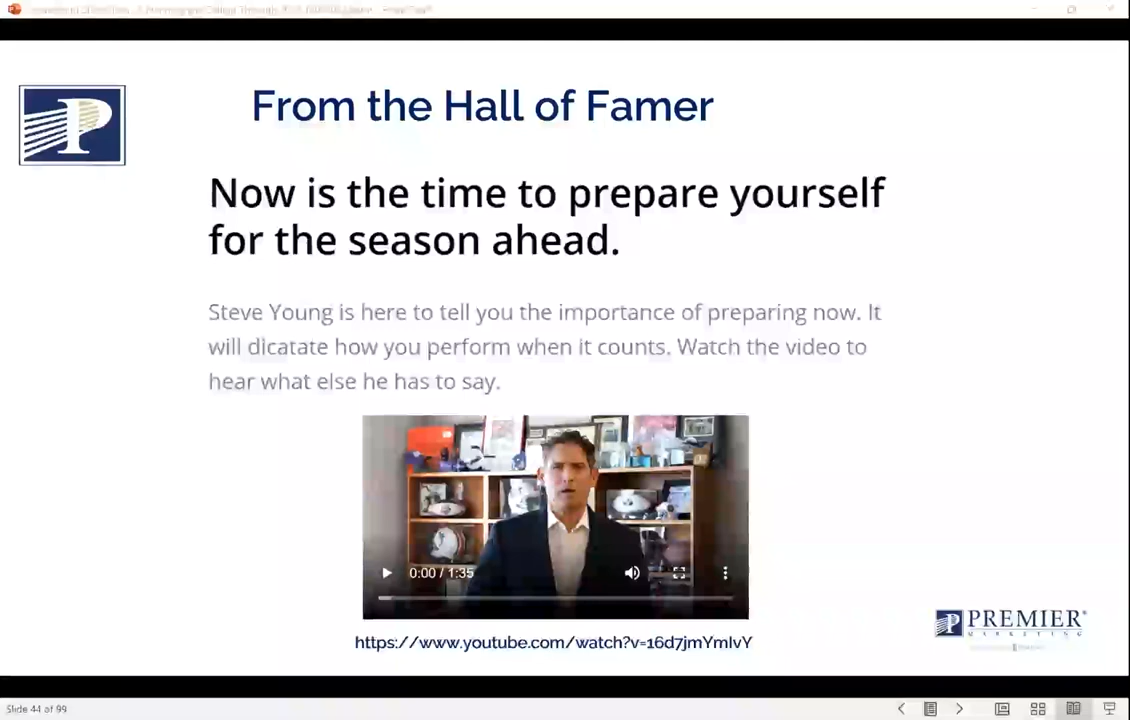 From the Hall of Famer
P
Now is the time to prepare yourself
for the season ahead.
Steve Young is here to tell you the importance of preparing now. It
will dicatate how you perform when it counts. Watch the video to
hear what else he has to say.
0:00 / 1:35
https://www.youtube.com/watch?v=16d7jmYmIvY
P PREMIER®
MARKETING
Slide 44 of 99